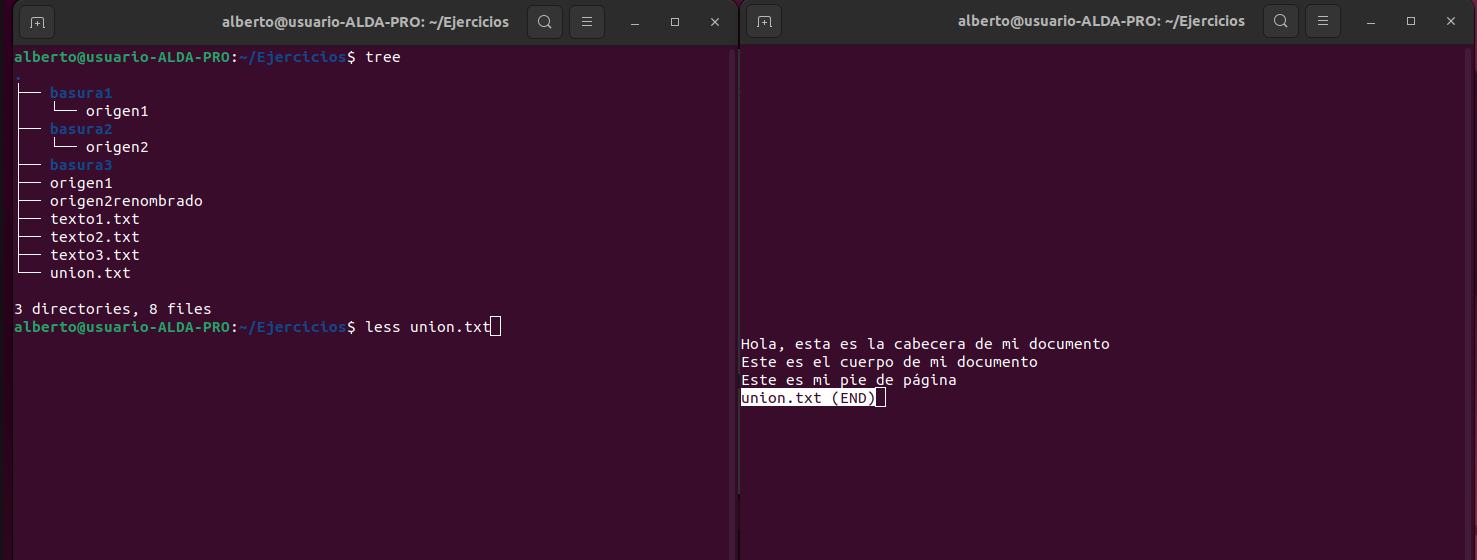 alberto@usuario-ALDA-PRO: ~/Ejercicios
alberto@usuario-ALDA-PRO:~/Ejercicios$ tree
.
├── basura1
│   └── origen1
├── basura2
│   └── origen2
├── basura3
├── origen1
├── origen2renombrado
├── texto1.txt
├── texto2.txt
├── texto3.txt
└── union.txt
3 directories, 8 files
alberto@usuario-ALDA-PRO:~/Ejercicios$ less union.txt
alberto@usuario-ALDA-PRO: ~/Ejercicios
Hola, esta es la cabecera de mi documento
Este es el cuerpo de mi documento
Este es mi pie de página
union.txt (END)